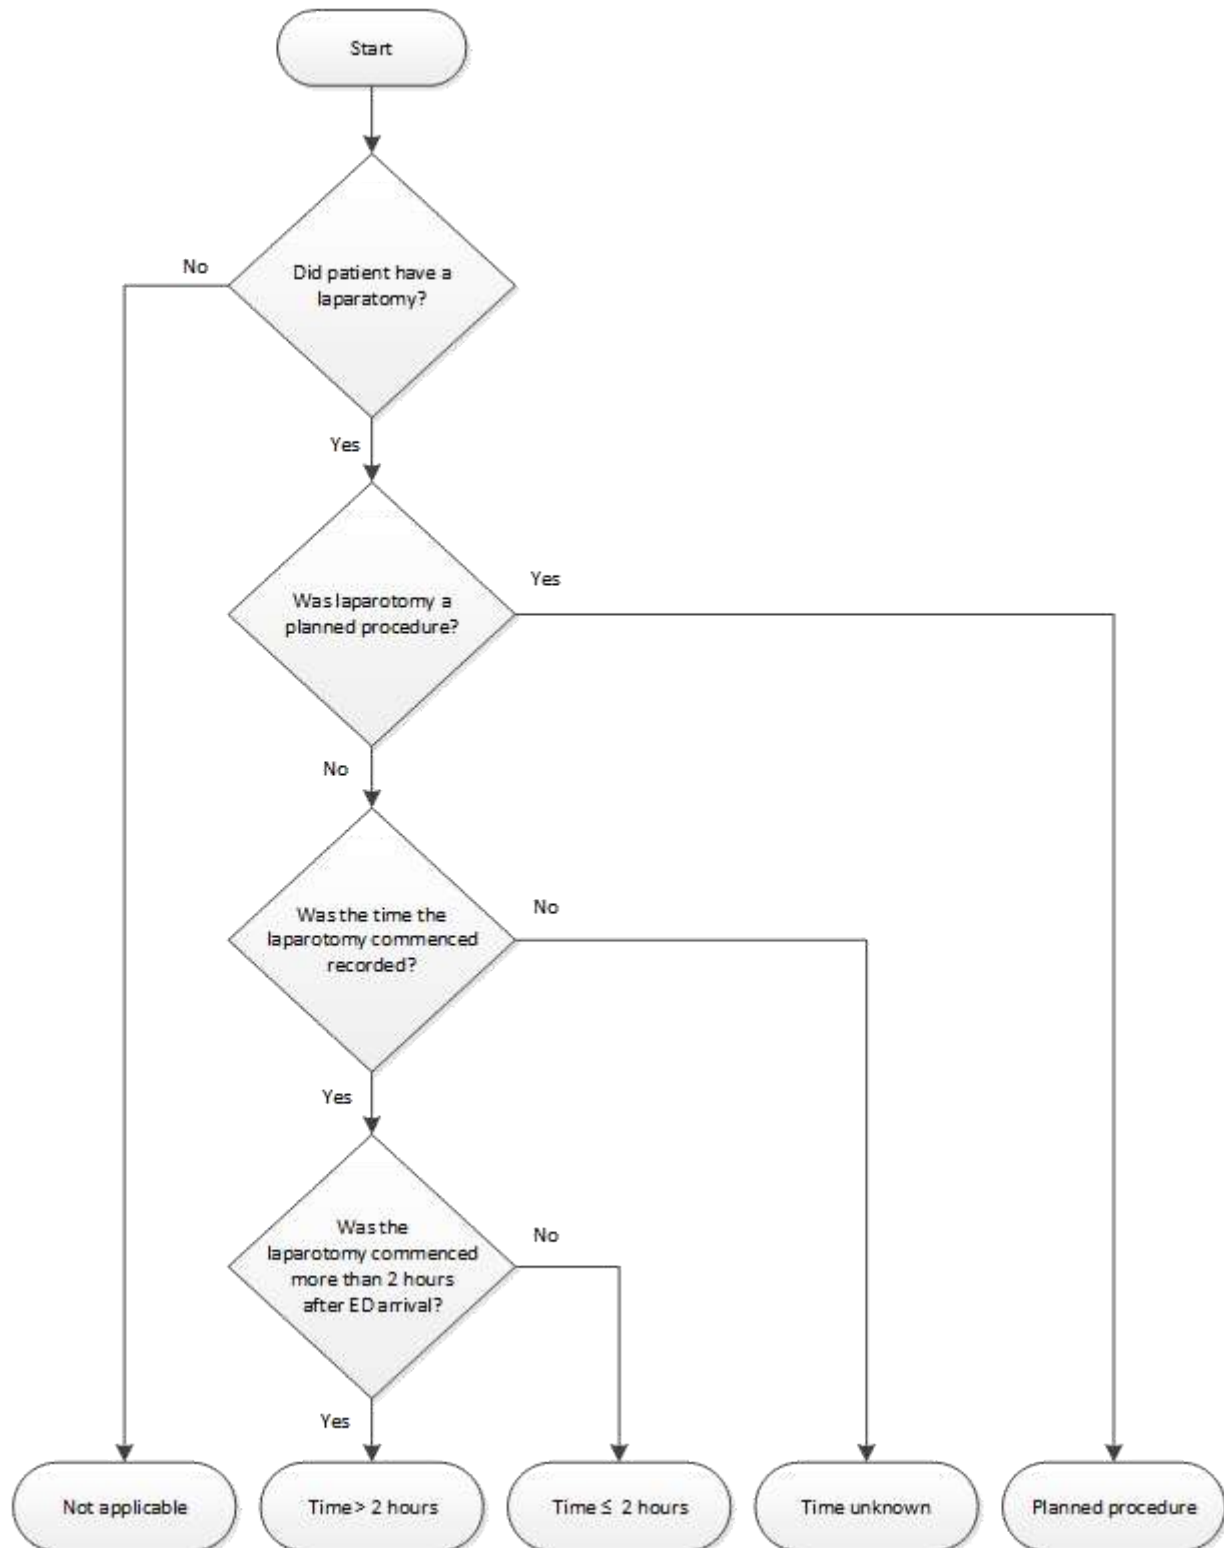 Start
Did patient have a
laparatomy?
No
Yes
Was laparotomy a
planned procedure?
Yes
No
Was the time the
laparotomy commenced
recorded?
No
Yes
Was the
laparotomy commenced
more than 2 hours
after ED arrival?
No
Yes
Not applicable
Time > 2 hours
Time ≤ 2 hours
Time unknown
Planned procedure